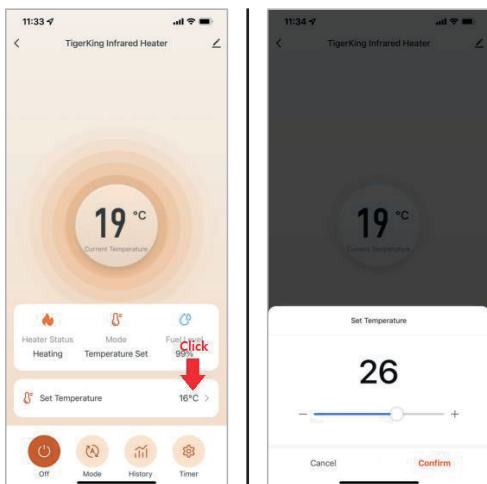 11:33
TigerKing Infrared Heater
19 °C
Current Temperature
Heater Status
Mode
Fuel Level
Heating
Temperature Set
99%
Click
Set Temperature
16°C
Off
Mode
History
Timer
11:34
TigerKing Infrared Heater
19 °C
Current Temperature
Set Temperature
26
Cancel
Confirm